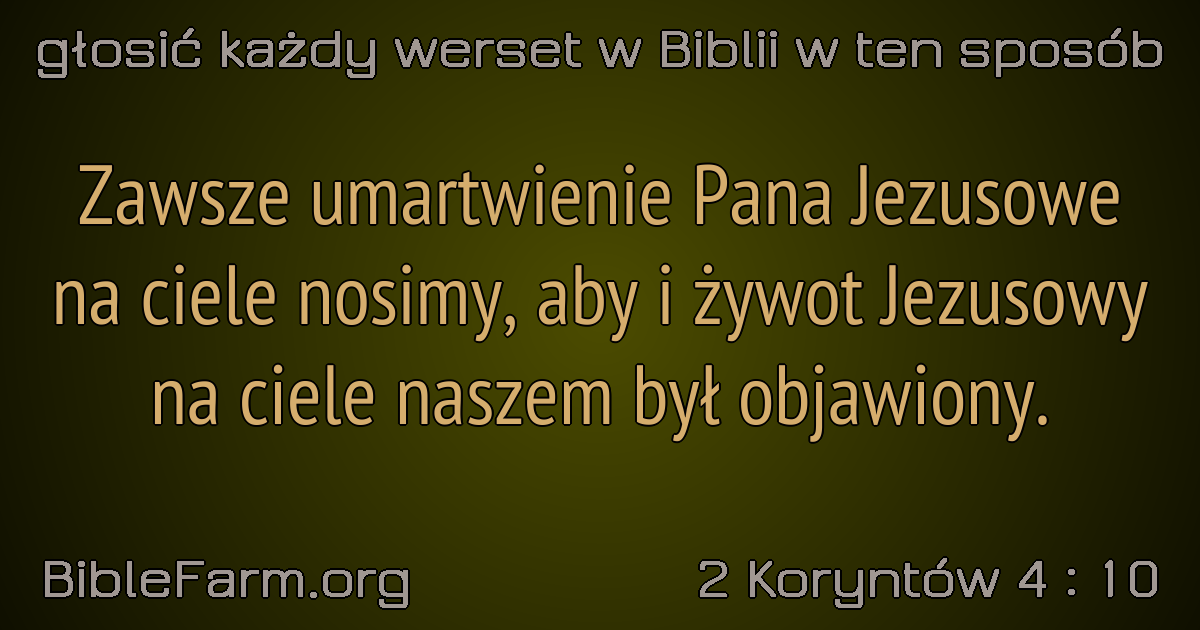 głosić każdy werset w Biblii w ten sposób
Zawsze umartwienie Pana Jezusowe
na ciele nosimy, aby i żywot Jezusowy
na ciele naszem był objawiony.
BibleFarm.org
2 Koryntów 4 : 10